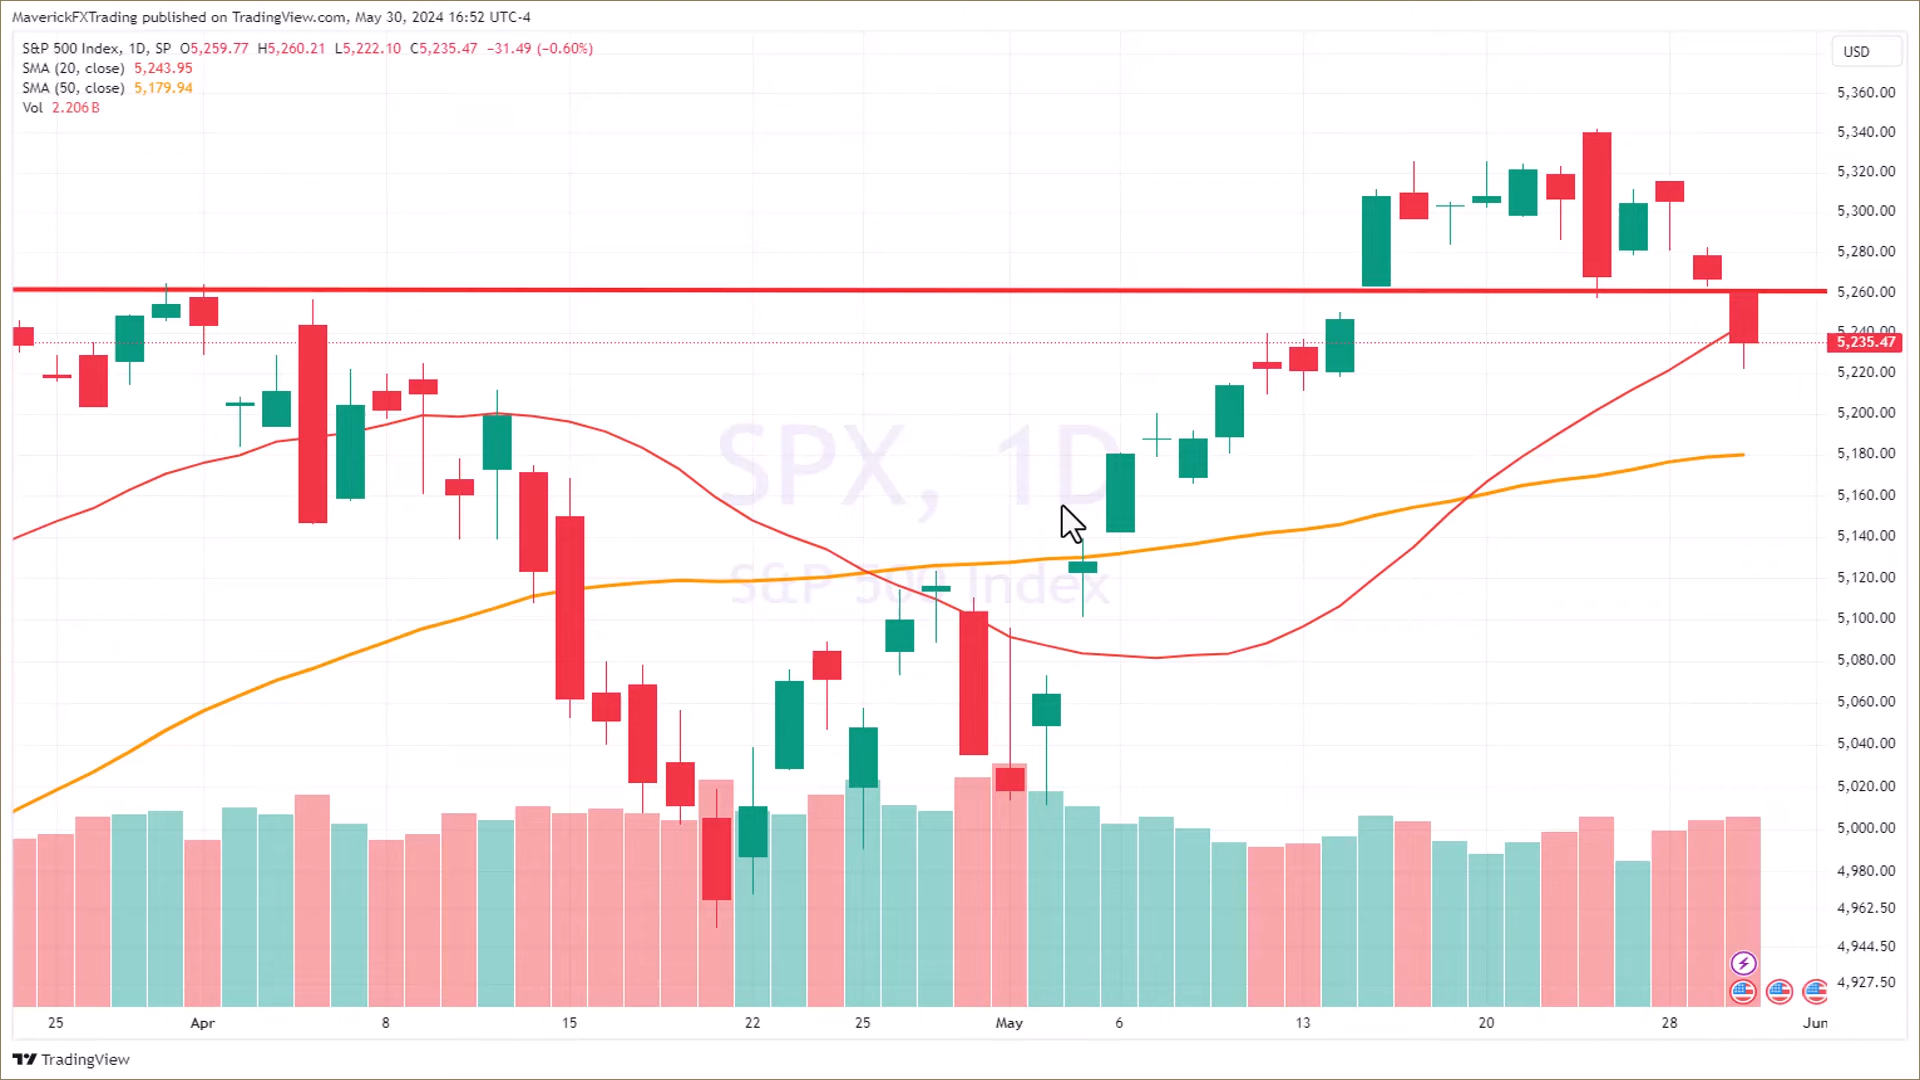 MaverickFXTrading published on TradingView.com, May 30, 2024 16:52 UTC-4
S&P 500 Index, 1D, SP O5,259.77 H5,260.21 L5,222.10 C5,235.47 −31.49 (−0.60%)
SMA (20, close) 5,243.95
SMA (50, close) 5,179.94
Vol 2.206B
USD
5,360.00
5,340.00
5,320.00
5,300.00
5,280.00
5,260.00
5,240.00
5,235.47
5,220.00
5,200.00
5,180.00
5,160.00
5,140.00
5,120.00
5,100.00
5,080.00
5,060.00
5,040.00
5,020.00
5,000.00
4,980.00
4,962.50
4,944.50
4,927.50
SPX, 1D
S&P 500 Index
25 Apr 8 15 22 25 May 6 13 20 28 Jun
TradingView